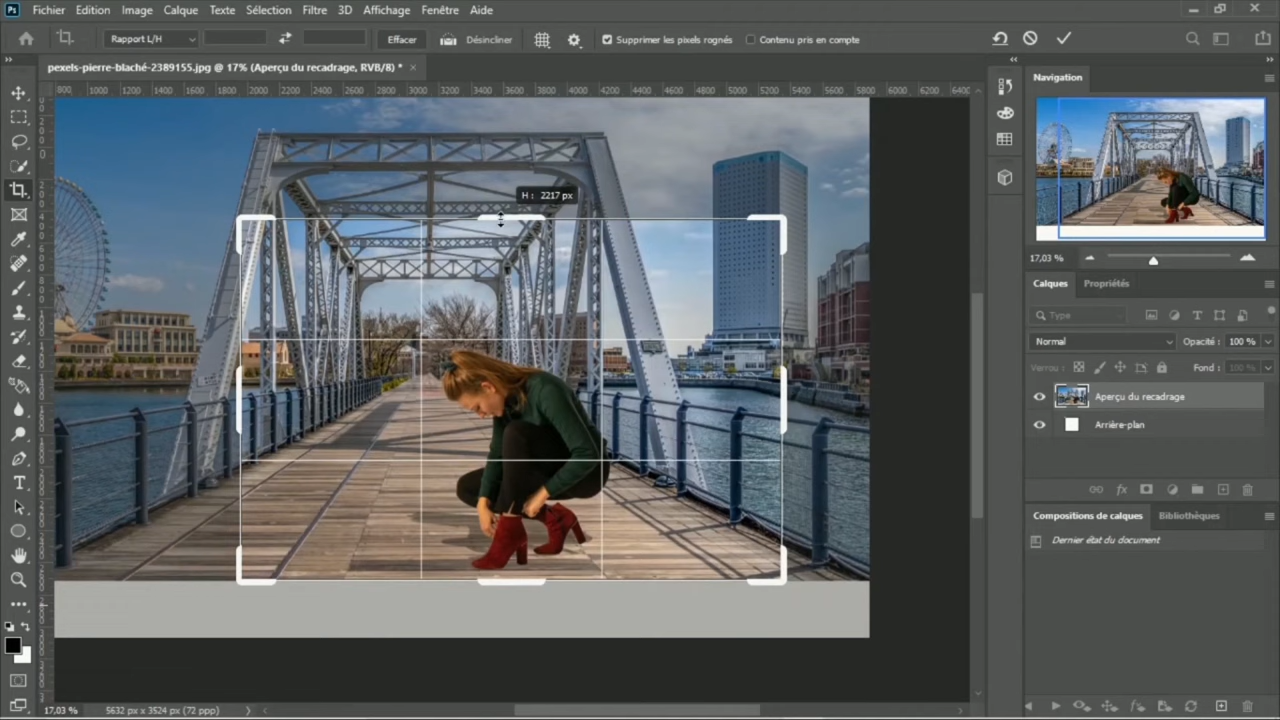 Ps Fichier Edition Image Calque Texte Sélection Filtre 3D Affichage Fenêtre Aide
Rapport L/H Effacer Désincliner Supprimer les pixels rognés Contenu pris en compte
pexels-pierre-blaché-2389155.jpg @ 17% (Aperçu du recadrage, RVB/8) * ×
800 1000 1200 1400 1600 1800 2000 2200 2400 2600 2800 3000 3200 3400 3600 3800 4000 4200 4400 4600 4800 5000 5200 5400 5600 5800 6000 6200 6400
Navigation
H : 2217 px
17,03 %
Calques Propriétés
Type
Normal Opacité : 100 %
Verrou : Fond : 100 %
Aperçu du recadrage
Arrière-plan
Compositions de calques Bibliothèques
Dernier état du document
17,03 % 5632 px x 3524 px (72 ppp)